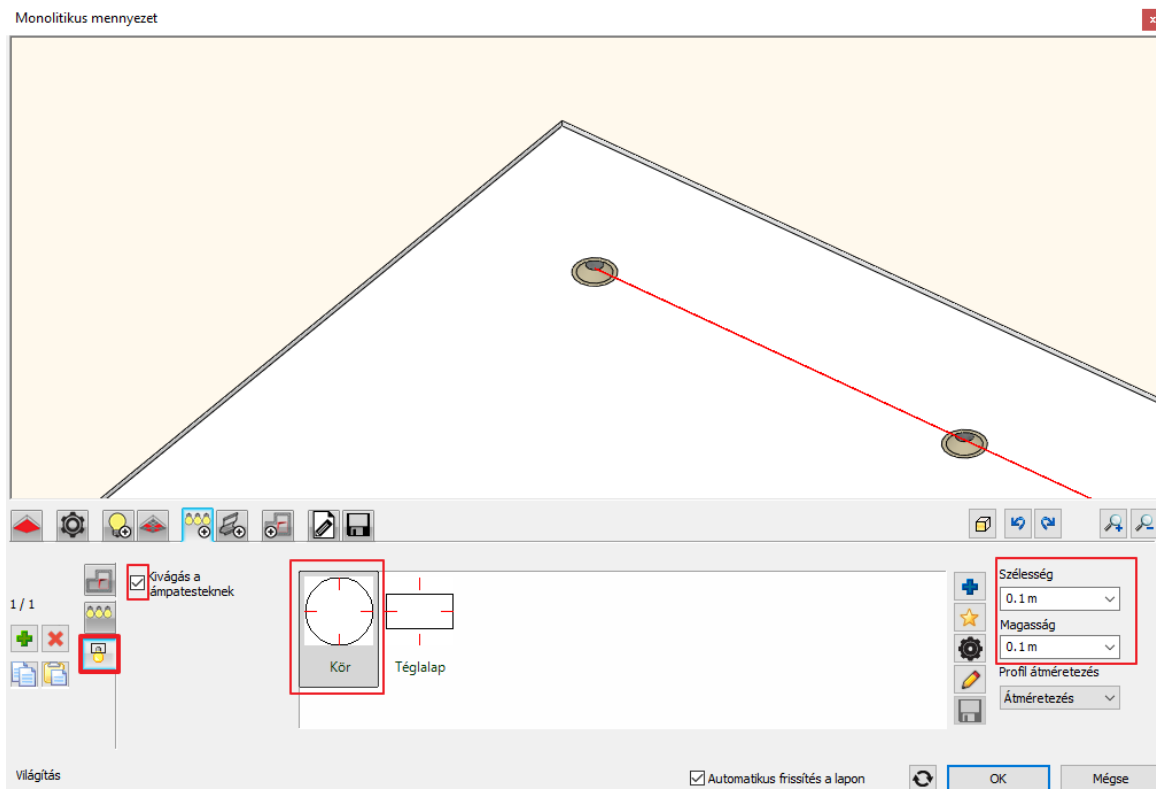 Monolitikus mennyezet
x
1 / 1
Kivágás a
lámpatesteknek
Kör
Téglalap
Szélesség
0.1 m
Magasság
0.1 m
Profil átméretezés
Átméretezés
Világítás
Automatikus frissítés a lapon
OK
Mégse